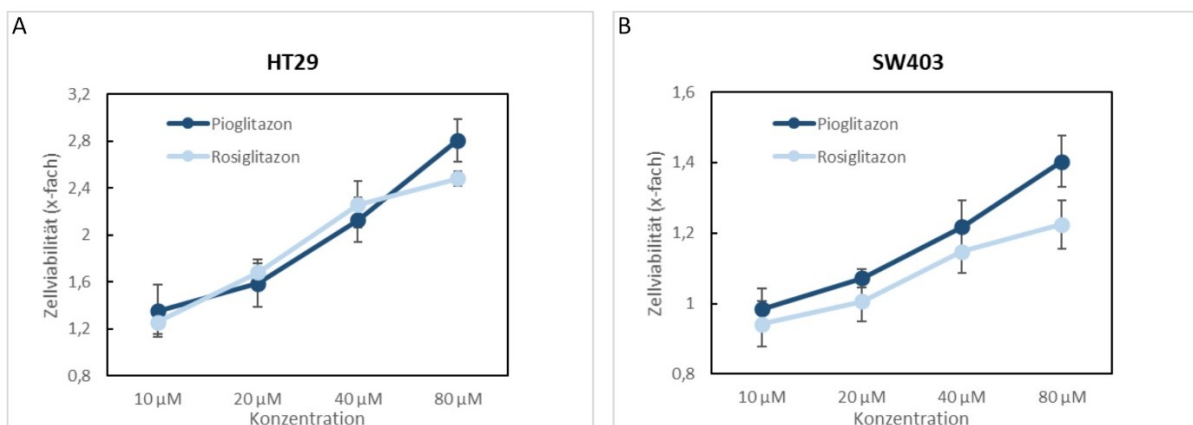 A
HT29
Zellviabilität (x-fach)
3,2
2,8
2,4
2
1,6
1,2
0,8
Pioglitazon
Rosiglitazon
10 µM
20 µM
40 µM
80 µM
Konzentration
B
SW403
Zellviabilität (x-fach)
1,6
1,4
1,2
1
0,8
Pioglitazon
Rosiglitazon
10 µM
20 µM
40 µM
80 µM
Konzentration